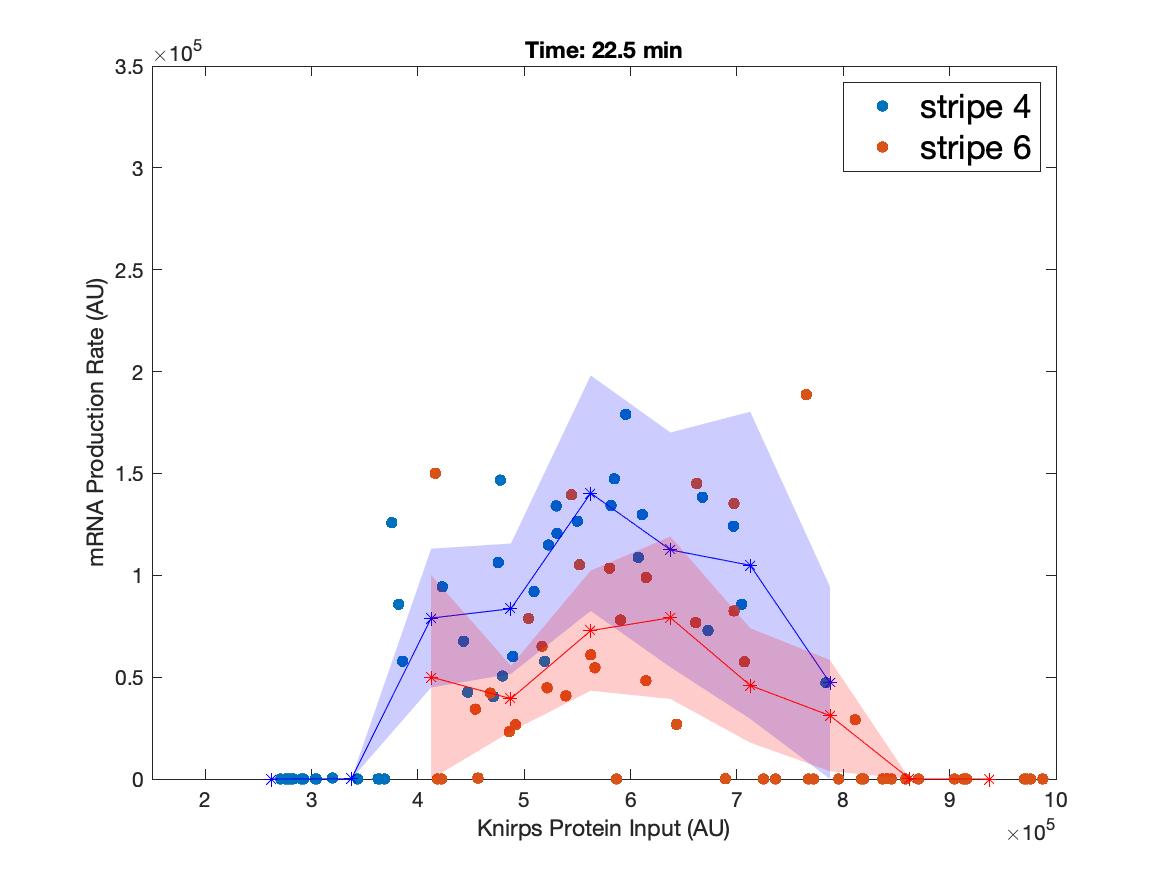 Time: 22.5 min
×10^5
3.5
3
2.5
2
1.5
1
0.5
0
mRNA Production Rate (AU)
stripe 4
stripe 6
2 3 4 5 6 7 8 9 10
Knirps Protein Input (AU)
×10^5